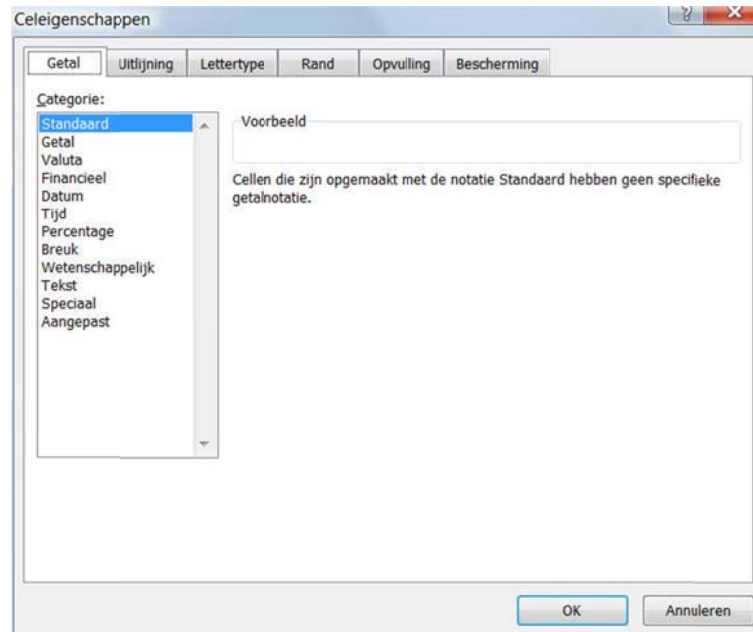 Celeigenschappen
Getal Uitlijning Lettertype Rand Opvulling Bescherming
Categorie:
Standaard
Getal
Valuta
Financieel
Datum
Tijd
Percentage
Breuk
Wetenschappelijk
Tekst
Speciaal
Aangepast
Voorbeeld
Cellen die zijn opgemaakt met de notatie Standaard hebben geen specifieke
getalnotatie.
OK Annuleren